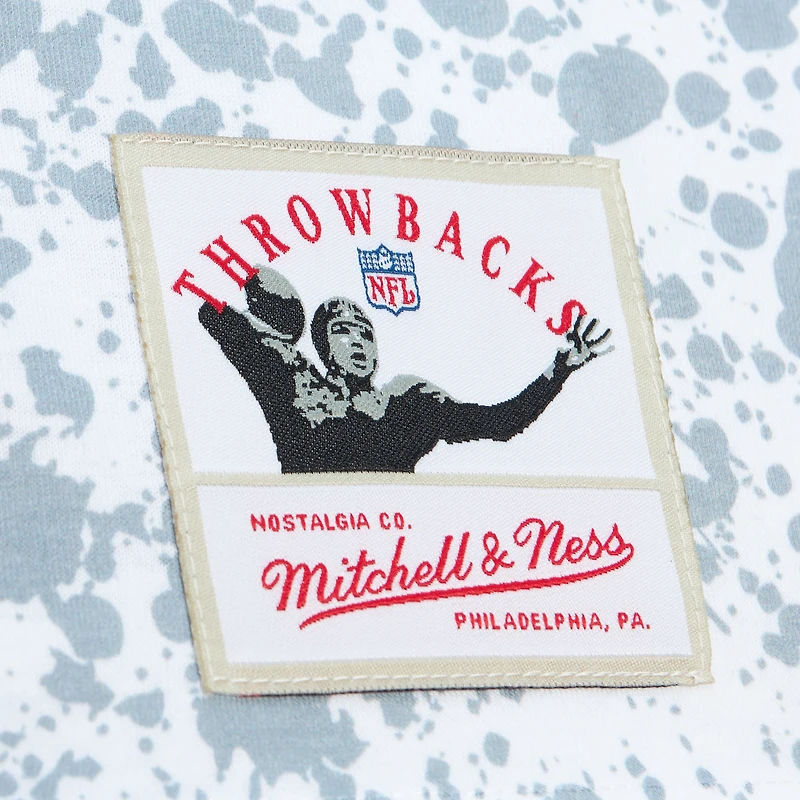 THROWBACKS
NFL
NOSTALGIA CO.
Mitchell & Ness
PHILADELPHIA, PA.